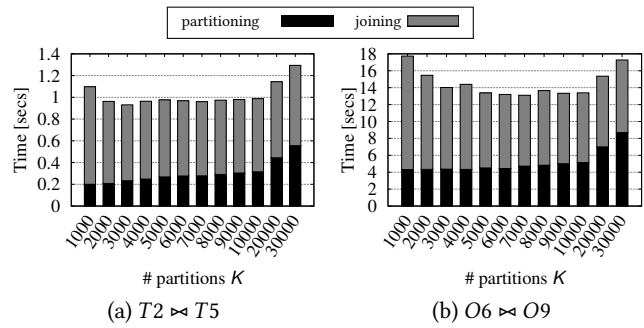 partitioning joining
Time [secs]
1.4
1.2
1
0.8
0.6
0.4
0.2
0
1000 2000 3000 4000 5000 6000 7000 8000 9000 10000 20000 30000
# partitions K
(a) T2 ⋈ T5
Time [secs]
18
16
14
12
10
8
6
4
2
0
1000 2000 3000 4000 5000 6000 7000 8000 9000 10000 20000 30000
# partitions K
(b) O6 ⋈ O9